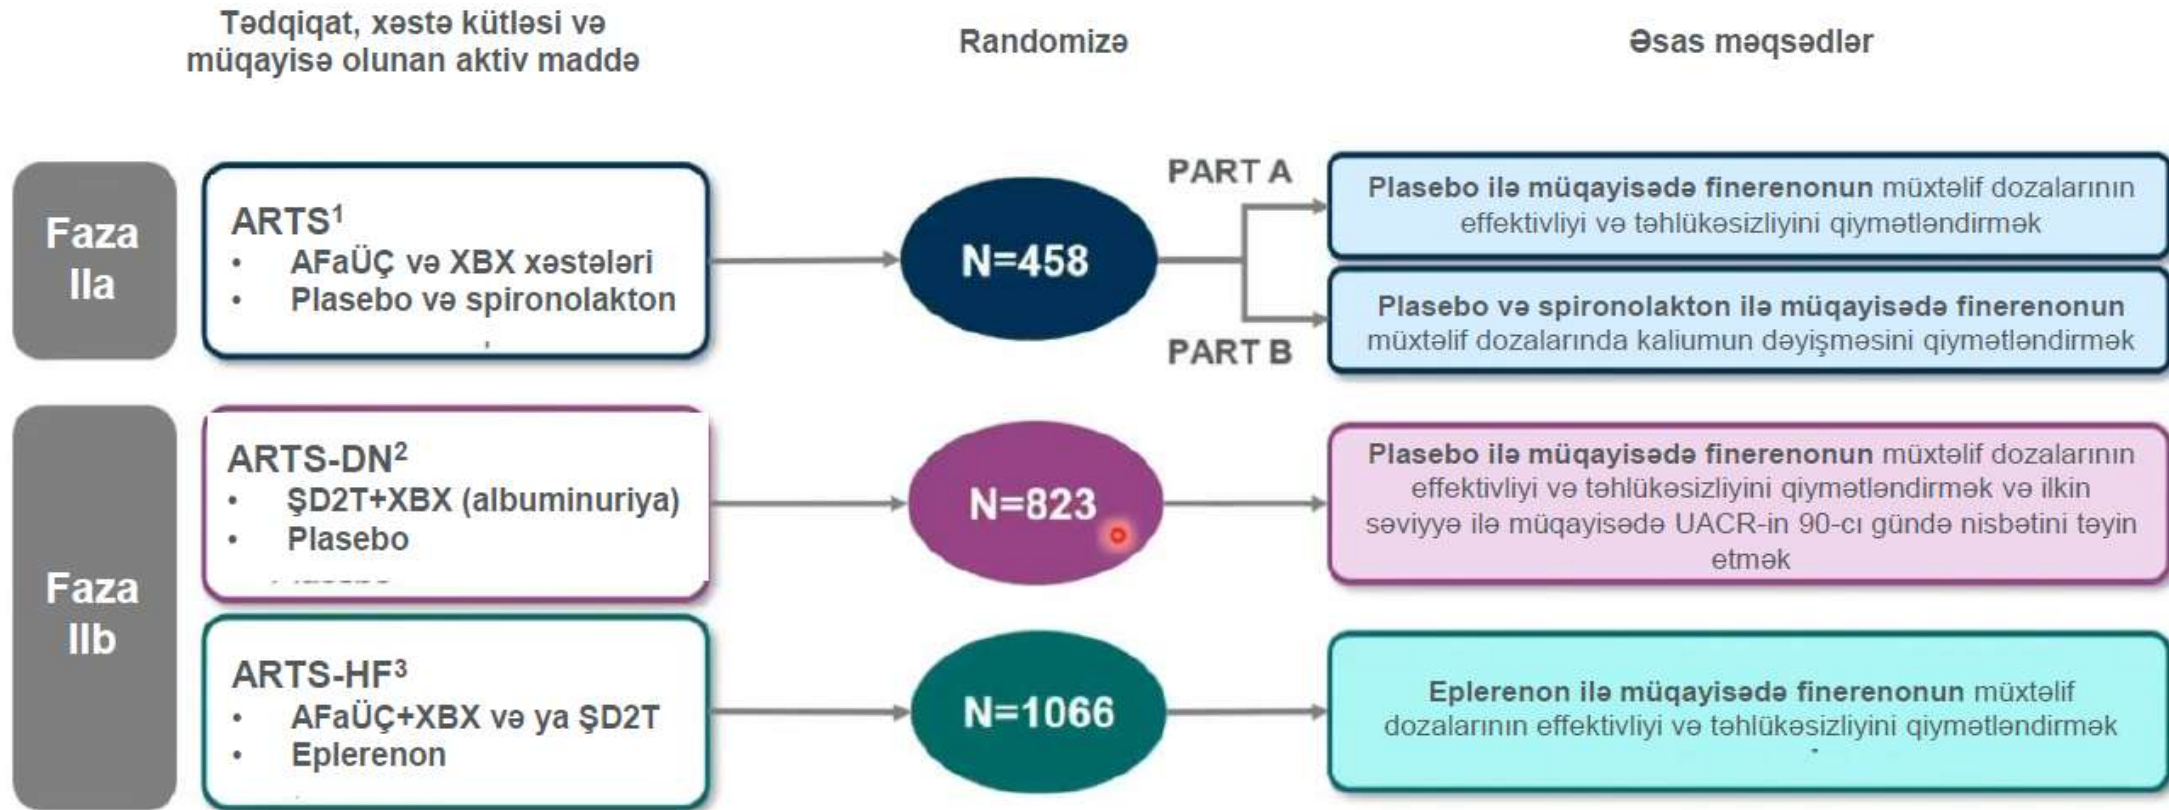 Tədqiqat, xəstə kütləsi və
müqayisə olunan aktiv maddə
Randomizə
Əsas məqsədlər
Faza
IIa
ARTS¹
• AFaÜÇ və XBX xəstələri
• Plasebo və spironolakton
N=458
PART A
PART B
Plasebo ilə müqayisədə finerenonun müxtəlif dozalarının
effektivliyi və təhlükəsizliyini qiymətləndirmək
Plasebo və spironolakton ilə müqayisədə finerenonun
müxtəlif dozalarında kaliumun dəyişməsini qiymətləndirmək
Faza
IIb
ARTS-DN²
• ŞD2T+XBX (albuminuriya)
• Plasebo
N=823
Plasebo ilə müqayisədə finerenonun müxtəlif dozalarının
effektivliyi və təhlükəsizliyini qiymətləndirmək və ilkin
səviyyə ilə müqayisədə UACR-in 90-cı gündə nisbətini təyin
etmək
ARTS-HF³
• AFaÜÇ+XBX və ya ŞD2T
• Eplerenon
N=1066
Eplerenon ilə müqayisədə finerenonun müxtəlif
dozalarının effektivliyi və təhlükəsizliyini qiymətləndirmək